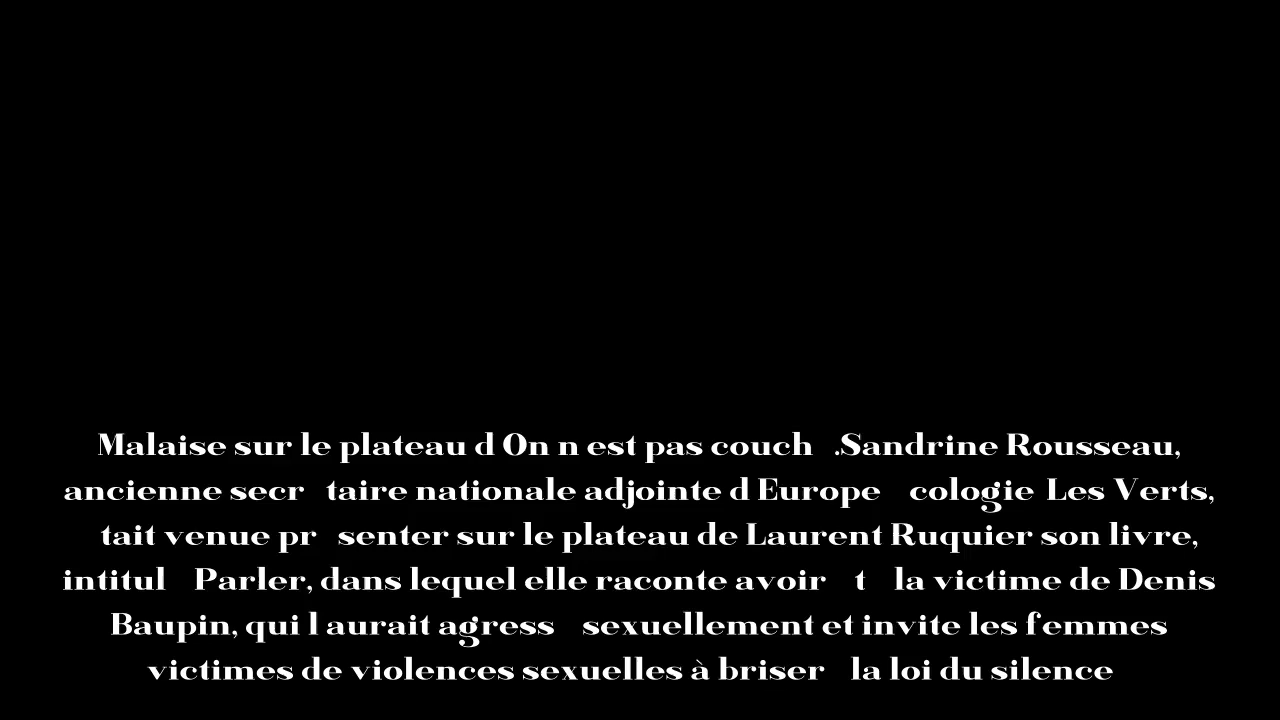 Malaise sur le plateau d On n est pas couch .Sandrine Rousseau,
ancienne secr taire nationale adjointe d Europe cologie Les Verts,
tait venue pr senter sur le plateau de Laurent Ruquier son livre,
intitul Parler, dans lequel elle raconte avoir t la victime de Denis
Baupin, qui l aurait agress sexuellement et invite les femmes
victimes de violences sexuelles à briser la loi du silence